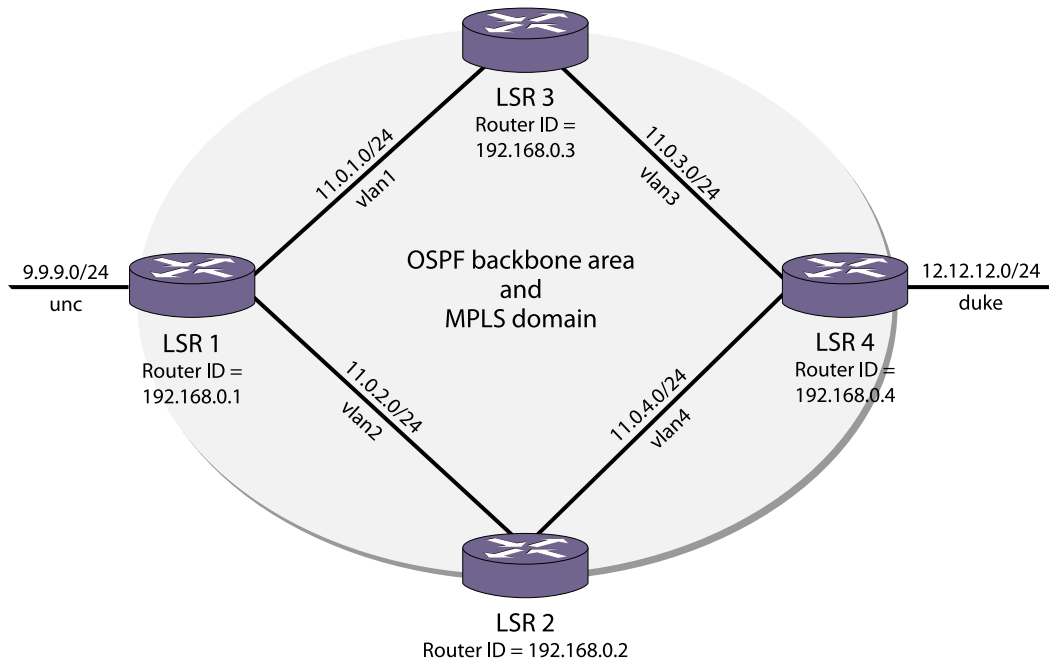 LSR 3
Router ID =
192.168.0.3
11.0.1.0/24
vlan1
11.0.3.0/24
vlan3
9.9.9.0/24
unc
OSPF backbone area
and
MPLS domain
12.12.12.0/24
duke
LSR 1
Router ID =
192.168.0.1
LSR 4
Router ID =
192.168.0.4
11.0.2.0/24
vlan2
11.0.4.0/24
vlan4
LSR 2
Router ID = 192.168.0.2